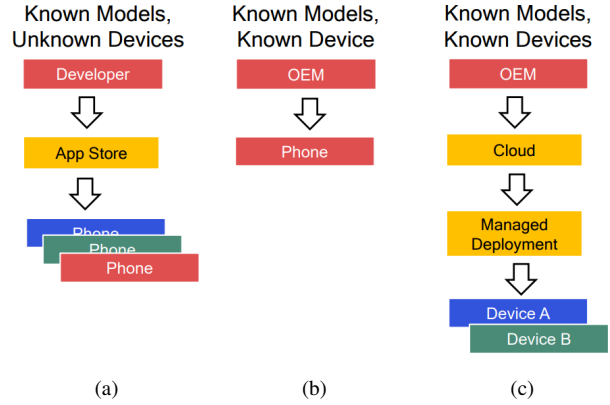 Known Models,
Unknown Devices
Developer
App Store
Phone
Phone
Phone
(a)
Known Models,
Known Device
OEM
Phone
(b)
Known Models,
Known Devices
OEM
Cloud
Managed
Deployment
Device A
Device B
(c)